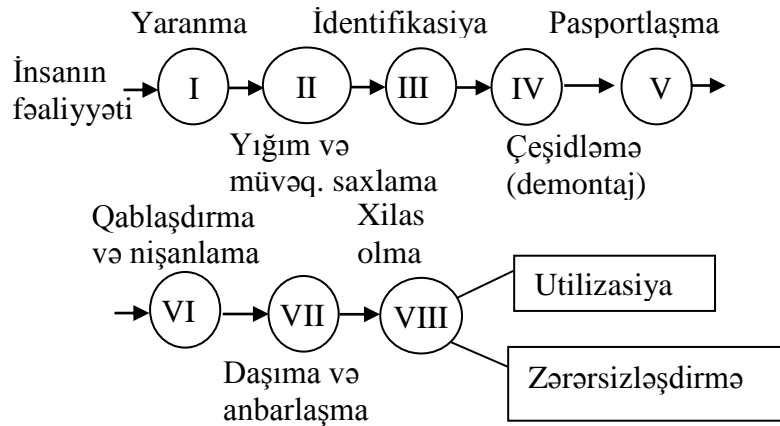 Yaranma İdentifikasiya Pasportlaşma
İnsanın
fəaliyyəti
I II III IV V
Yığım və
müvəq. saxlama
Çeşidləmə
(demontaj)
Qablaşdırma
və nişanlama
Xilas
olma
VI VII VIII
Utilizasiya
Daşıma və
anbarlaşma
Zərərsizləşdirmə